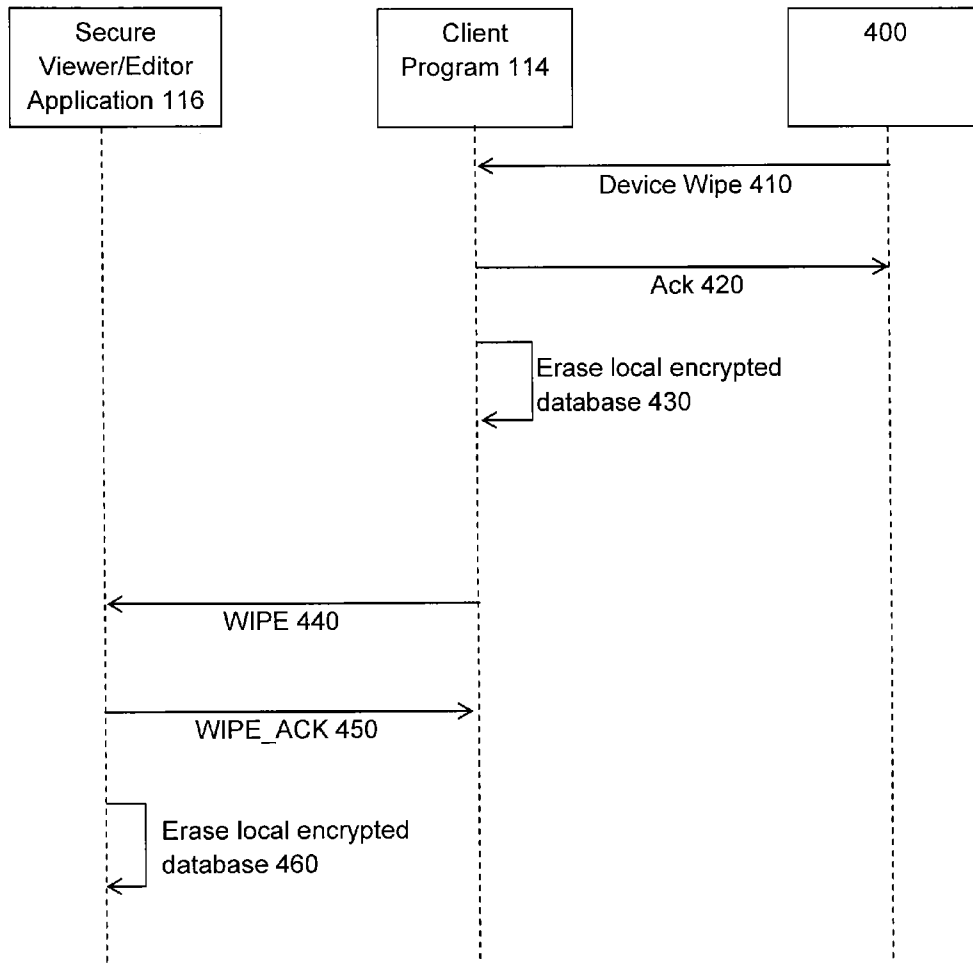 Secure
Viewer/Editor
Application 116
Client
Program 114
400
Device Wipe 410
Ack 420
Erase local encrypted
database 430
WIPE 440
WIPE_ACK 450
Erase local encrypted
database 460